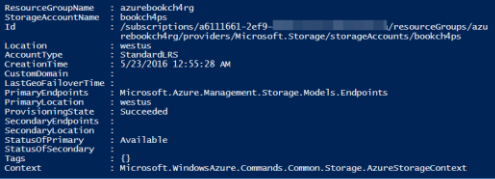 ResourceGroupName : azurebookch4rg
StorageAccountName : bookch4ps
Id : /subscriptions/a6111661-2ef9- /resourceGroups/azu
rebookch4rg/providers/Microsoft.Storage/storageAccounts/bookch4ps
Location : westus
AccountType : StandardLRS
CreationTime : 5/23/2016 12:55:28 AM
CustomDomain :
LastGeoFailoverTime :
PrimaryEndpoints : Microsoft.Azure.Management.Storage.Models.Endpoints
PrimaryLocation : westus
ProvisioningState : Succeeded
SecondaryEndpoints :
SecondaryLocation :
StatusOfPrimary : Available
StatusOfSecondary :
Tags : {}
Context : Microsoft.WindowsAzure.Commands.Common.Storage.AzureStorageContext